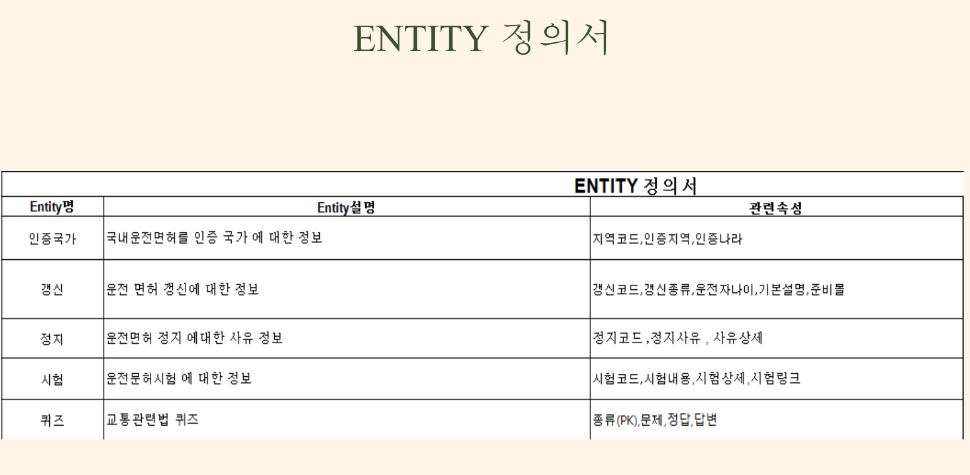 ENTITY 정의서
ENTITY 정의서
Entity명 Entity설명 관련속성
인증국가 국내운전면허를 인증 국가 에 대한 정보 지역코드,인증지역,인증나라
갱신 운전 면허 갱신에 대한 정보 갱신코드,갱신종류,운전자나이,기본설명,준비물
정지 운전면허 정지 에대한 사유 정보 정지코드 ,정지사유 , 사유상세
시험 운전문허시험 에 대한 정보 시험코드,시험내용,시험상세,시험링크
퀴즈 교통관련법 퀴즈 종류(PK),문제,정답,답변